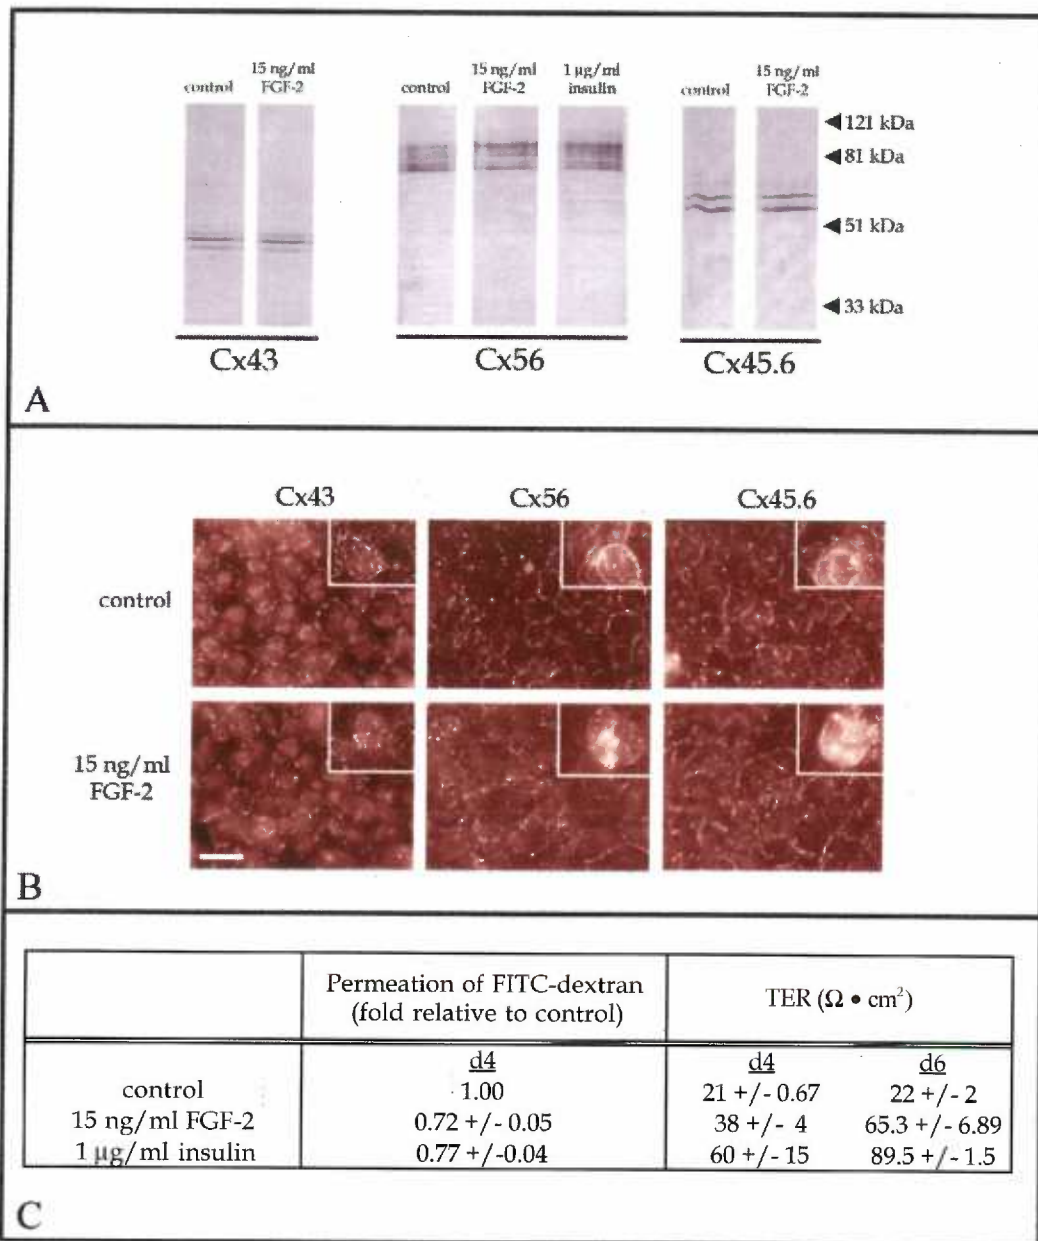 15 ng/ml
control FGF-2
15 ng/ml 1 µg/ml
control FGF-2 insulin
15 ng/ml
control FGF-2
121 kDa
81 kDa
51 kDa
33 kDa
Cx43 Cx56 Cx45.6
A
Cx43 Cx56 Cx45.6
control
15 ng/ml
FGF-2
B
Permeation of FITC-dextran
(fold relative to control)
TER (Ω • cm²)
d4 d4 d6
control 1.00 21 +/- 0.67 22 +/- 2
15 ng/ml FGF-2 0.72 +/- 0.05 38 +/- 4 65.3 +/- 6.89
1 µg/ml insulin 0.77 +/-0.04 60 +/- 15 89.5 +/- 1.5
C